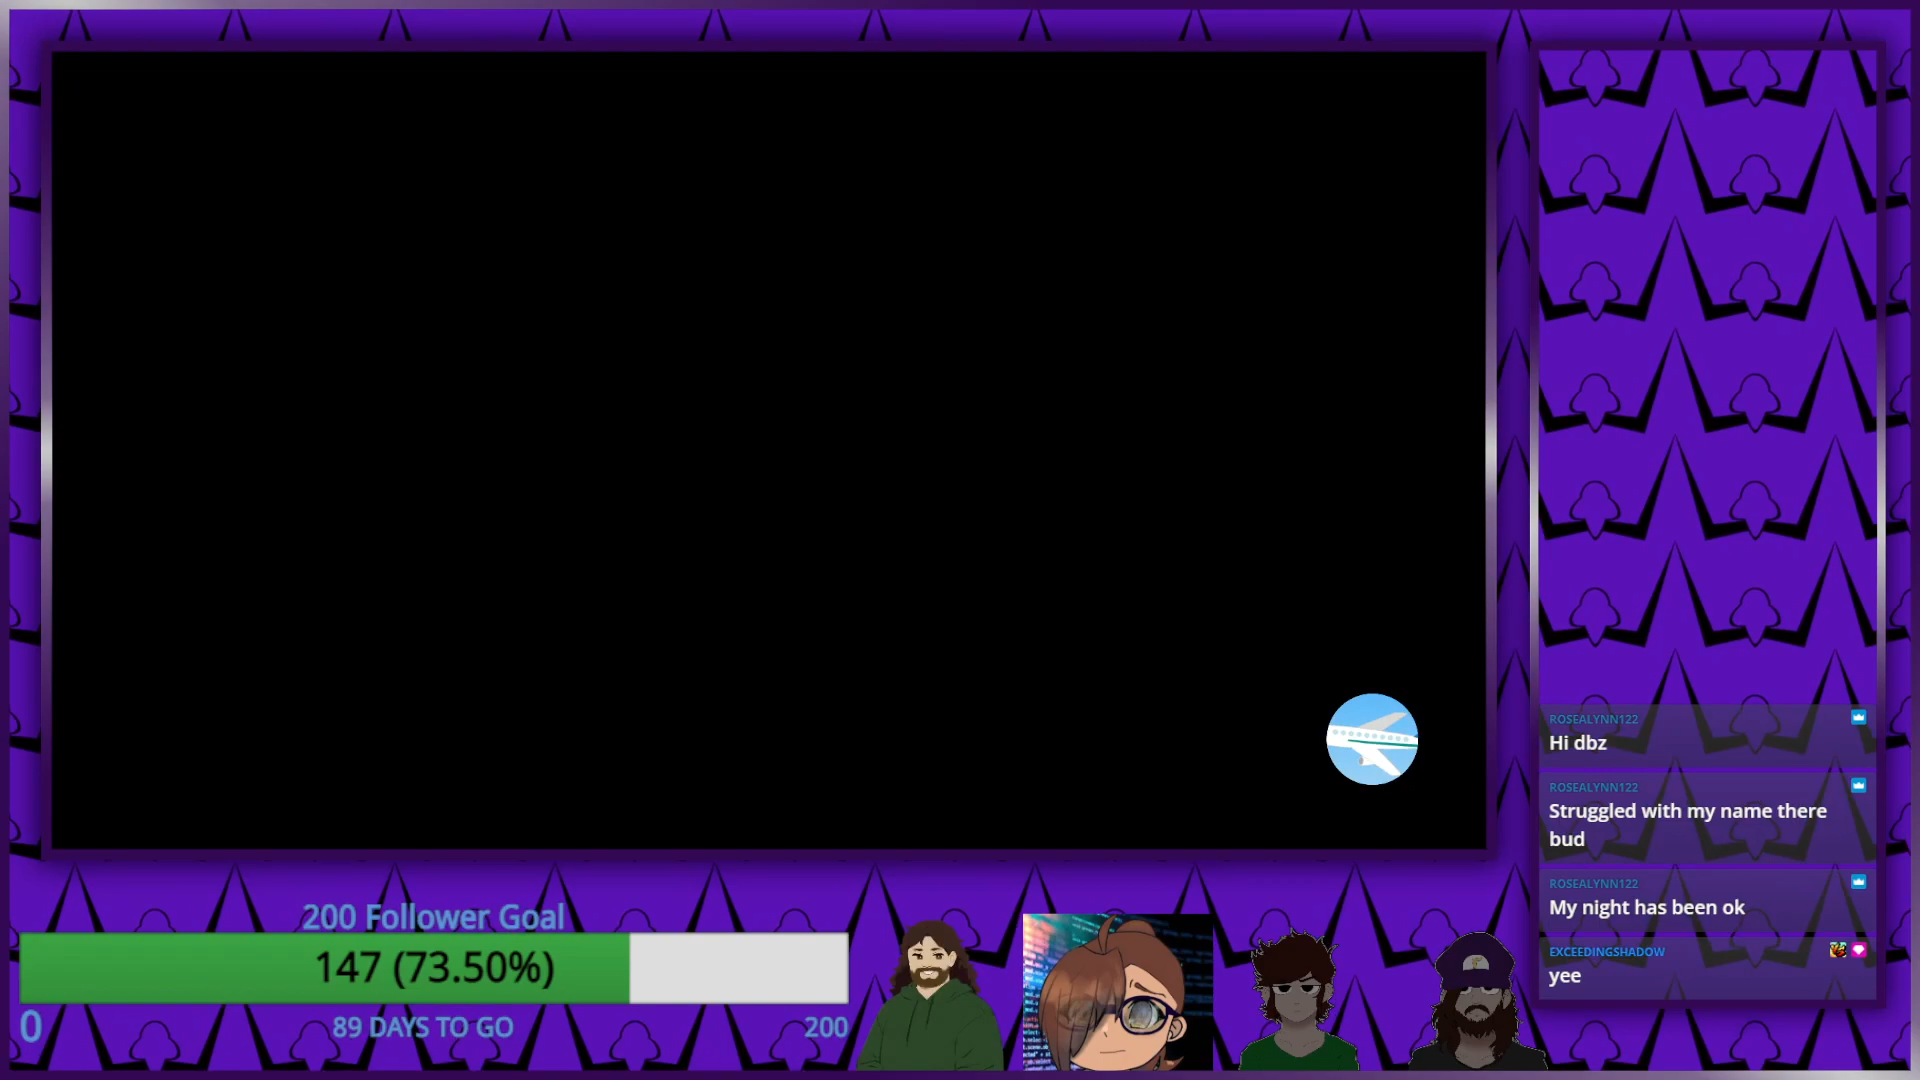 ROSEALYNN122
Hi dbz
ROSEALYNN122
Struggled with my name there
bud
ROSEALYNN122
My night has been ok
EXCEEDINGSHADOW
yee
200 Follower Goal
147 (73.50%)
0
89 DAYS TO GO
200